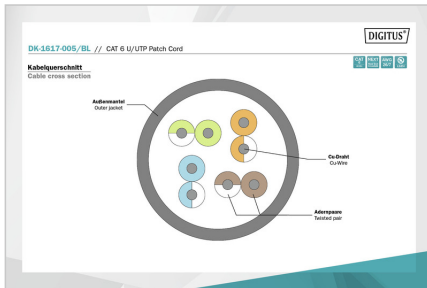 DIGITUS
DK-1617-005/BL // CAT 6 U/UTP Patch Cord
Kabelquerschnitt
Cable cross section
Außenmantel
Outer jacket
Cu-Draht
Cu-Wire
Adernpaare
Twisted pair